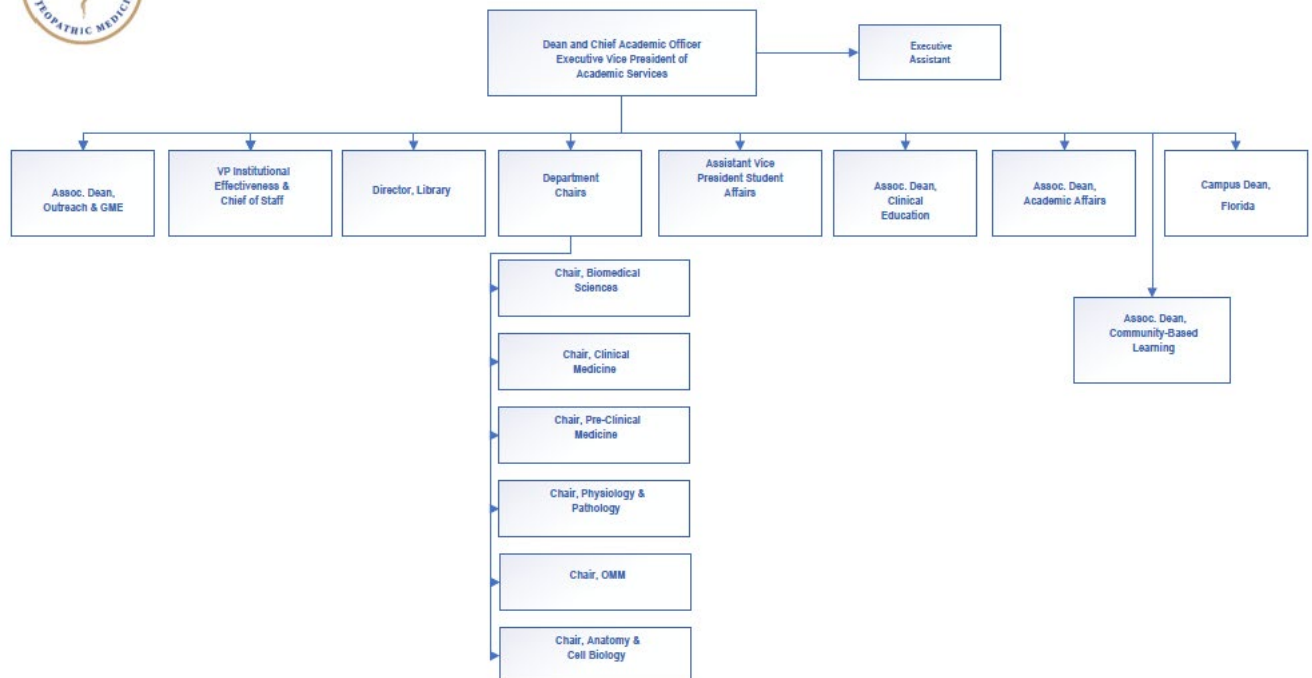 TEOPATHIC MEDICI
Dean and Chief Academic Officer
Executive Vice President of
Academic Services
Executive
Assistant
Assoc. Dean,
Outreach & GME
VP Institutional
Effectiveness &
Chief of Staff
Director, Library
Department
Chairs
Assistant Vice
President Student
Affairs
Assoc. Dean,
Clinical
Education
Assoc. Dean,
Academic Affairs
Campus Dean,
Florida
Assoc. Dean,
Community-Based
Learning
Chair, Biomedical
Sciences
Chair, Clinical
Medicine
Chair, Pre-Clinical
Medicine
Chair, Physiology &
Pathology
Chair, OMM
Chair, Anatomy &
Cell Biology